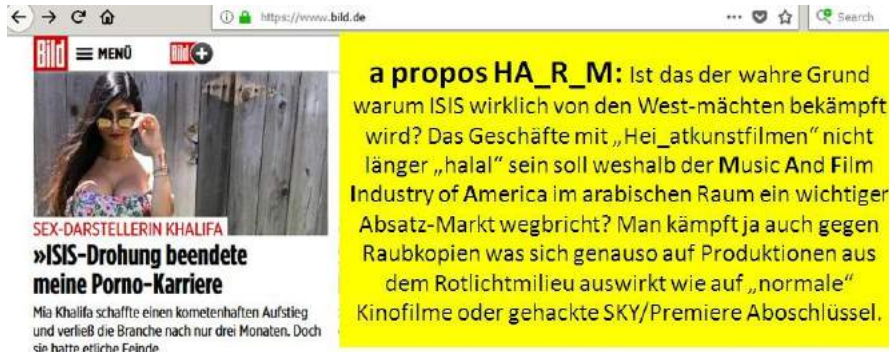 https://www.bild.de
Search
Bild MENÜ Bild
SEX-DARSTELLERIN KHALIFA
»ISIS-Drohung beendete
meine Porno-Karriere
Mia Khalifa schaffte einen kometenhaften Aufstieg
und verließ die Branche nach nur drei Monaten. Doch
sie hatte etliche Feinde
a propos HA_R_M: Ist das der wahre Grund
warum ISIS wirklich von den West-mächten bekämpft
wird? Das Geschäfte mit „Hei_atkunstfilmen“ nicht
länger „halal“ sein soll weshalb der Music And Film
Industry of America im arabischen Raum ein wichtiger
Absatz-Markt wegbricht? Man kämpft ja auch gegen
Raubkopien was sich genauso auf Produktionen aus
dem Rotlichtmilieu auswirkt wie auf „normale“
Kinofilme oder gehackte SKY/Premiere Aboschlüssel.